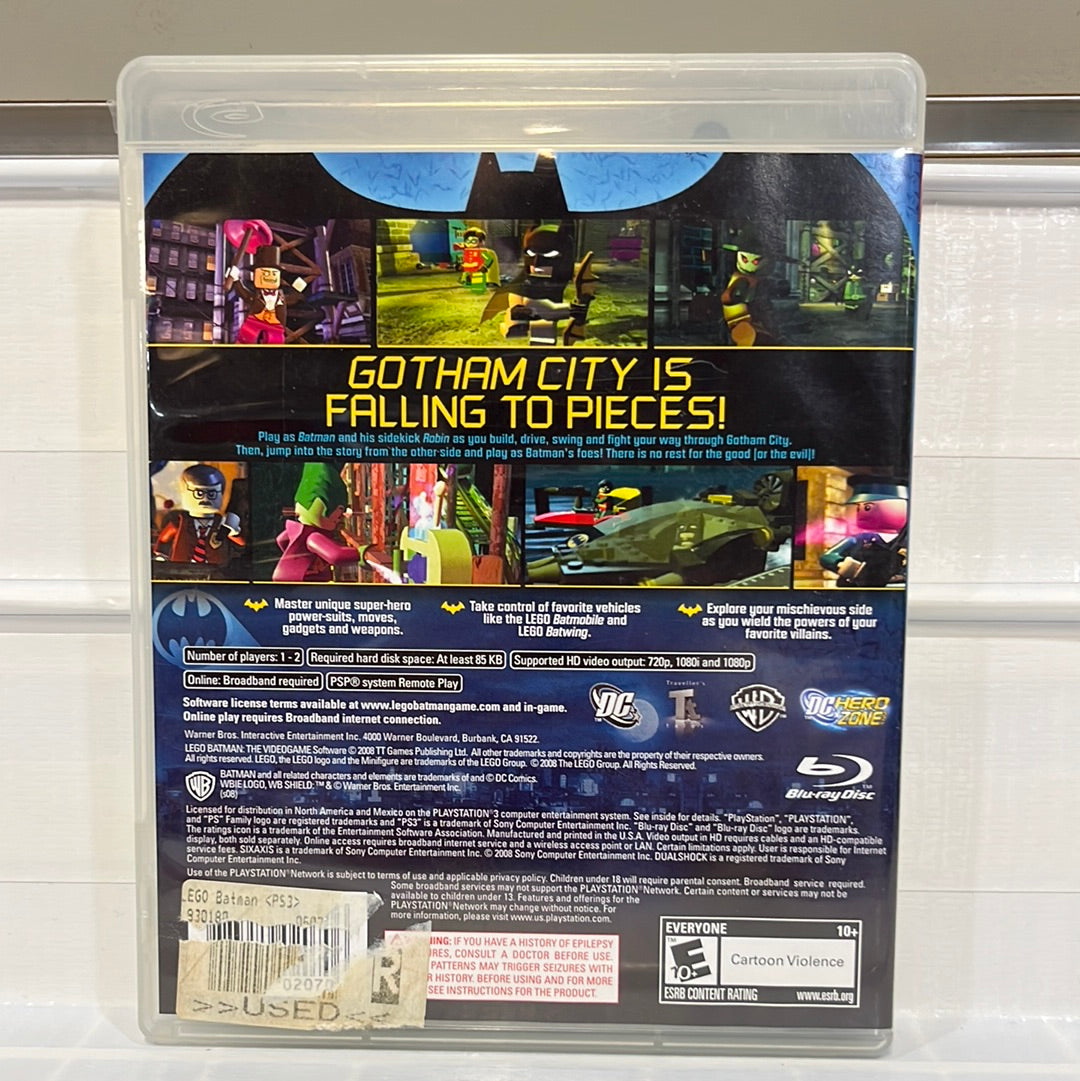 GOTHAM CITY IS
FALLING TO PIECES!
Play as Batman and his sidekick Robin as you build, drive, swing and fight your way through Gotham City.
Then, jump into the story from the other-side and play as Batman's foes! There is no rest for the good (or the evil)!
Master unique super-hero
power-suits, moves,
gadgets and weapons.
Take control of favorite vehicles
like the LEGO Batmobile and
LEGO Batwing.
Explore your mischievous side
as you wield the powers of your
favorite villains.
Number of players: 1 - 2
Required hard disk space: At least 85 KB
Supported HD video output: 720p, 1080i and 1080p
Online: Broadband required
PSP® system Remote Play
Software license terms available at www.legobatmangame.com and in-game.
Online play requires Broadband internet connection.
DC
TM
Traveller's
T
WB
TM
DC HERO
ZONE
Warner Bros. Interactive Entertainment Inc. 4000 Warner Boulevard, Burbank, CA 91522.
LEGO BATMAN: THE VIDEOGAME Software © 2008 TT Games Publishing Ltd. All other trademarks and copyrights are the property of their respective owners.
All rights reserved. LEGO, the LEGO logo and the Minifigure are trademarks of the LEGO Group. © 2008 The LEGO Group. All Rights Reserved.
WB
BATMAN and all related characters and elements are trademarks of and © DC Comics.
WBIE LOGO, WB SHIELD: ™ & © Warner Bros. Entertainment Inc.
(s08)
Blu-ray Disc
Licensed for distribution in North America and Mexico on the PLAYSTATION®3 computer entertainment system. See inside for details. "PlayStation", "PLAYSTATION",
and "PS" Family logo are registered trademarks and "PS3" is a trademark of Sony Computer Entertainment Inc. "Blu-ray Disc" and "Blu-ray Disc" logo are trademarks.
The ratings icon is a trademark of the Entertainment Software Association. Manufactured and printed in the U.S.A. Video output in HD requires cables and an HD-compatible
display, both sold separately. Online access requires broadband internet service and a wireless access point or LAN. Certain limitations apply. User is responsible for Internet
service fees. SIXAXIS is a trademark of Sony Computer Entertainment Inc. © 2008 Sony Computer Entertainment Inc. DUALSHOCK is a registered trademark of Sony
Computer Entertainment Inc.
Use of the PLAYSTATION®Network is subject to terms of use and applicable privacy policy. Children under 18 will require parental consent. Broadband service required.
Some broadband services may not support the PLAYSTATION®Network. Certain content or services may not be
available to children under 13. Features and offerings for the
PLAYSTATION®Network may change without notice. For
more information, please visit www.us.playstation.com.
LEGO Batman <PS3>
930180
02070
R
>>USED<<
NING: IF YOU HAVE A HISTORY OF EPILEPSY
RES, CONSULT A DOCTOR BEFORE USE.
PATTERNS MAY TRIGGER SEIZURES WITH
R HISTORY. BEFORE USING AND FOR MORE
SEE INSTRUCTIONS FOR THE PRODUCT.
EVERYONE 10+
E
10+
Cartoon Violence
ESRB CONTENT RATING www.esrb.org